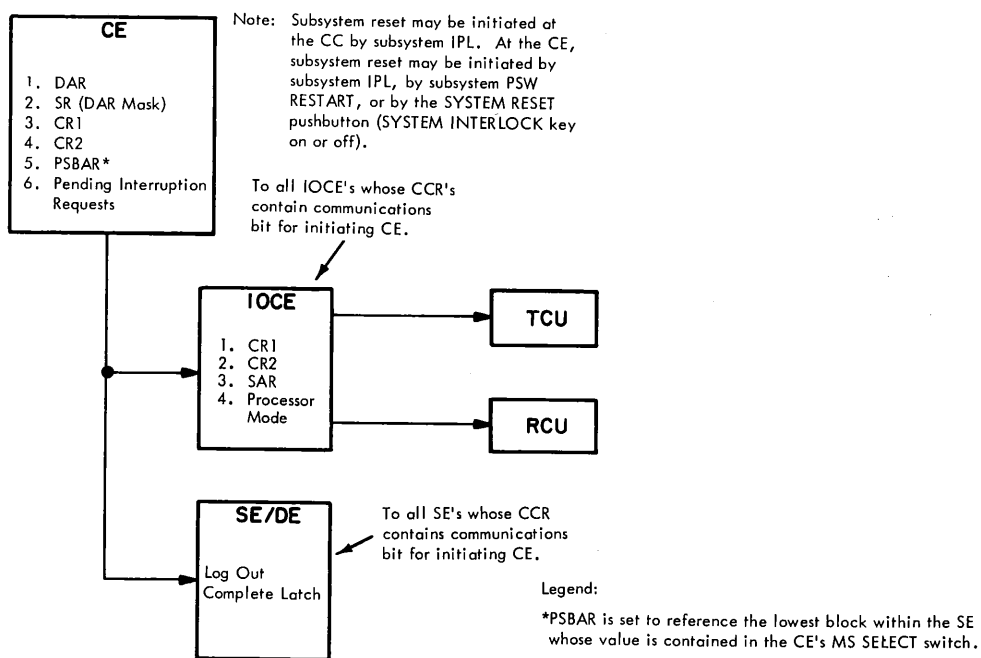 CE
1. DAR
2. SR (DAR Mask)
3. CR1
4. CR2
5. PSBAR*
6. Pending Interruption
Requests
Note: Subsystem reset may be initiated at
the CC by subsystem IPL. At the CE,
subsystem reset may be initiated by
subsystem IPL, by subsystem PSW
RESTART, or by the SYSTEM RESET
pushbutton (SYSTEM INTERLOCK key
on or off).
To all IOCE's whose CCR's
contain communications
bit for initiating CE.
IOCE
1. CR1
2. CR2
3. SAR
4. Processor
Mode
TCU
RCU
SE/DE
Log Out
Complete Latch
To all SE's whose CCR
contains communications
bit for initiating CE.
Legend:
*PSBAR is set to reference the lowest block within the SE
whose value is contained in the CE's MS SELECT switch.